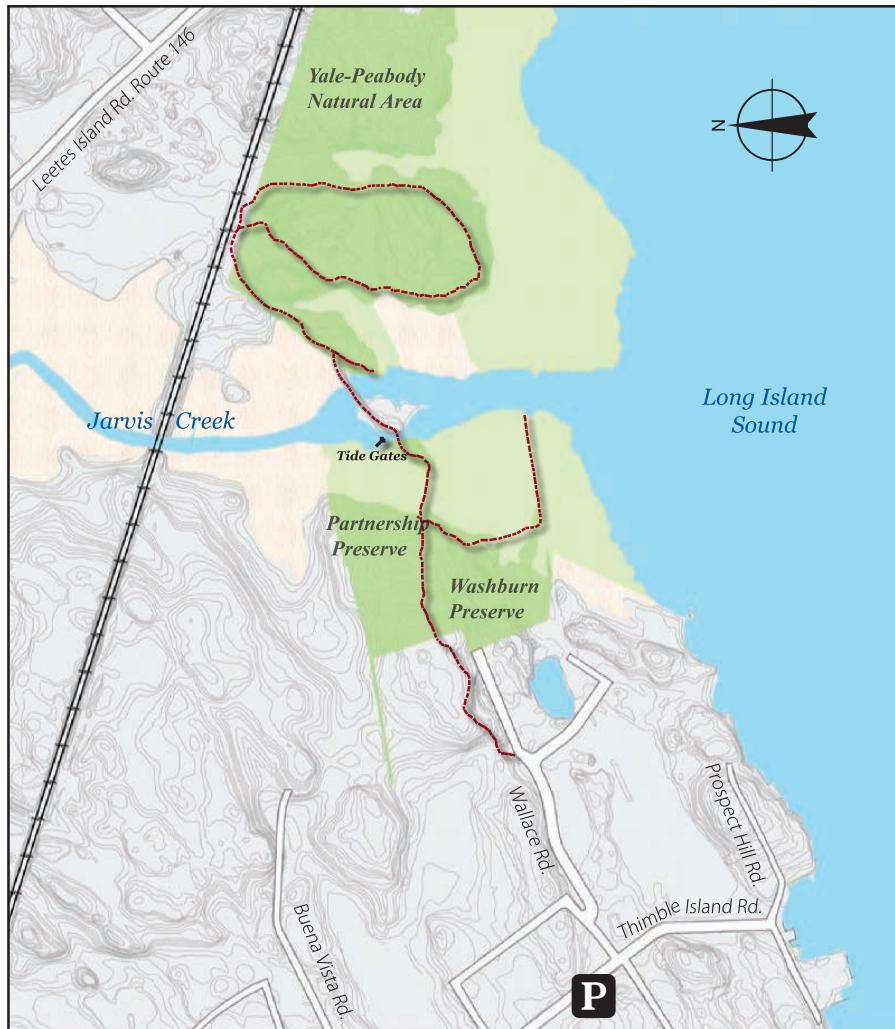 Yale-Peabody
Natural Area
Leetes Island Rd. Route 146
N
Jarvis Creek
Long Island
Sound
Tide Gates
Partnership
Preserve
Washburn
Preserve
Wallace Rd.
Prospect Hill Rd.
Thimble Island Rd.
Buena Vista Rd.
P